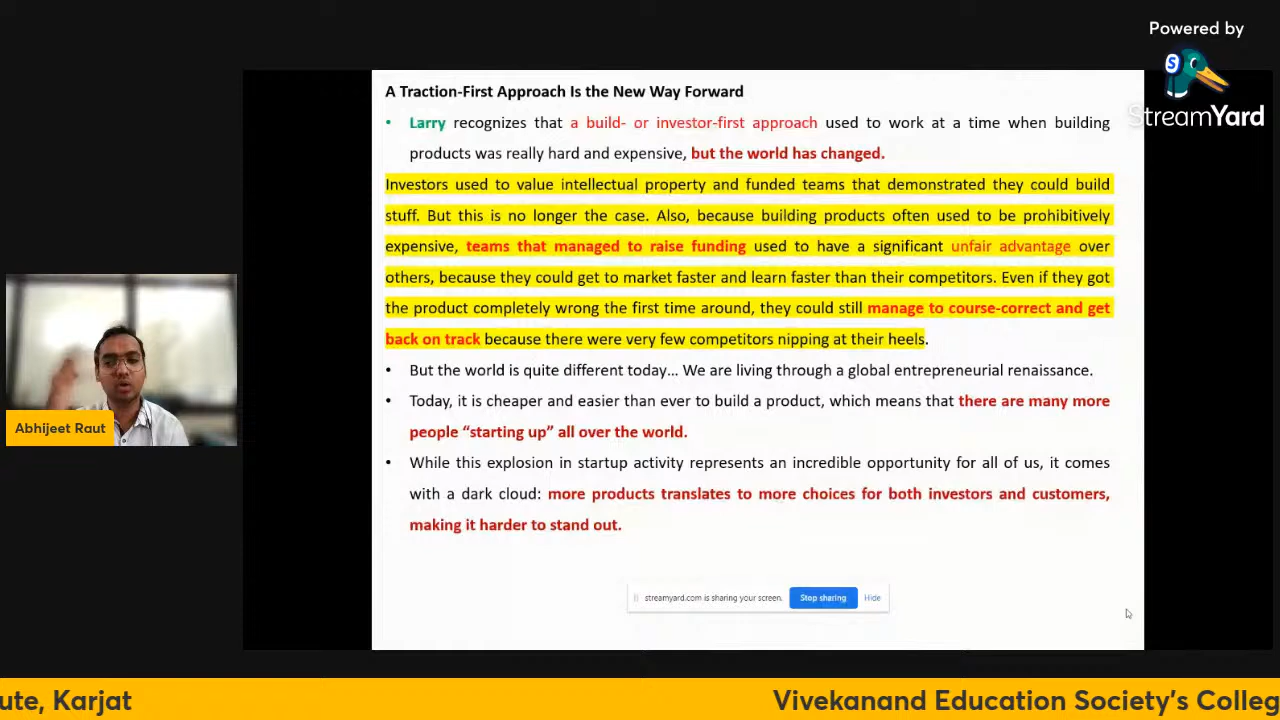 Powered by
StreamYard
A Traction-First Approach Is the New Way Forward
• Larry recognizes that a build- or investor-first approach used to work at a time when building
products was really hard and expensive, but the world has changed.
Investors used to value intellectual property and funded teams that demonstrated they could build
stuff. But this is no longer the case. Also, because building products often used to be prohibitively
expensive, teams that managed to raise funding used to have a significant unfair advantage over
others, because they could get to market faster and learn faster than their competitors. Even if they got
the product completely wrong the first time around, they could still manage to course-correct and get
back on track because there were very few competitors nipping at their heels.
• But the world is quite different today... We are living through a global entrepreneurial renaissance.
• Today, it is cheaper and easier than ever to build a product, which means that there are many more
people “starting up” all over the world.
• While this explosion in startup activity represents an incredible opportunity for all of us, it comes
with a dark cloud: more products translates to more choices for both investors and customers,
making it harder to stand out.
Abhijeet Raut
streamyard.com is sharing your screen. Stop sharing Hide
ute, Karjat Vivekanand Education Society's Colleg